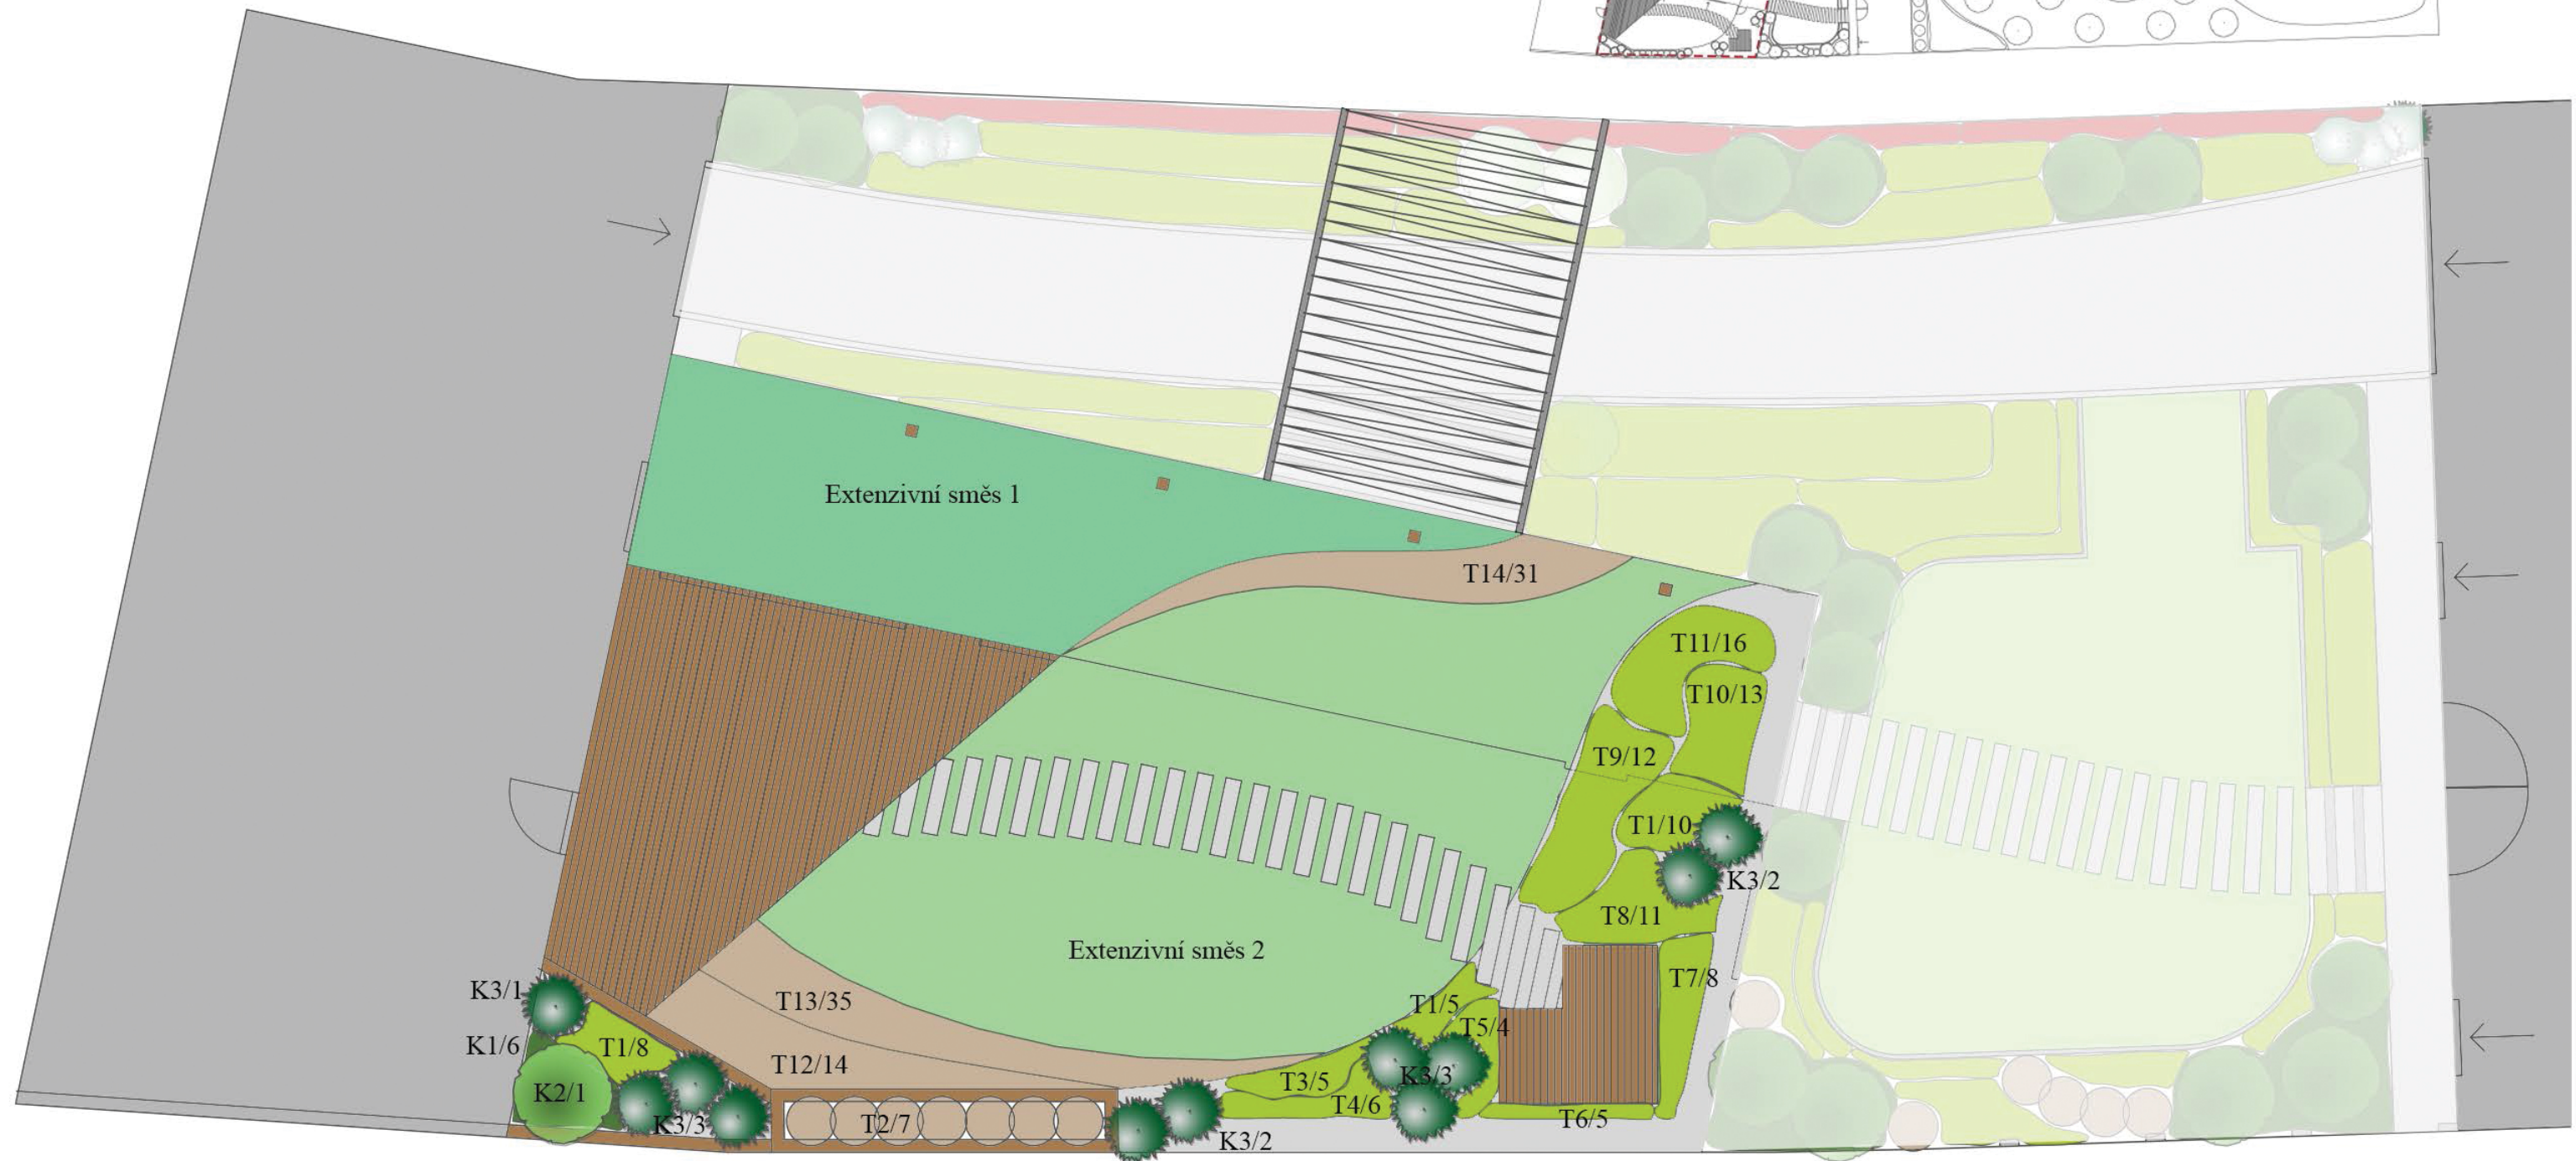 Extenzivní směs 1
T14/31
T11/16
T10/13
T9/12
T1/10
K3/2
T8/11
Extenzivní směs 2
T7/8
K3/1
T13/35
T1/5
T5/4
K1/6
T1/8
T12/14
K3/3
T3/5
K2/1
T4/6
T6/5
K3/3
T2/7
K3/2